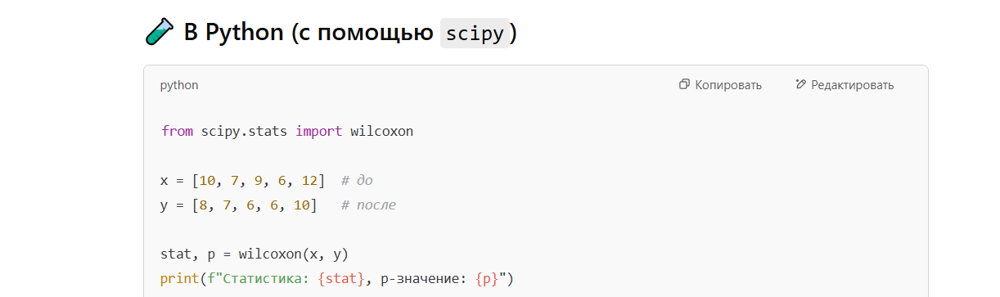 В Python (с помощью scipy)
python
Копировать
Редактировать
from scipy.stats import wilcoxon
x = [10, 7, 9, 6, 12]  # до
y = [8, 7, 6, 6, 10]   # после
stat, p = wilcoxon(x, y)
print(f"Статистика: {stat}, p-значение: {p}")